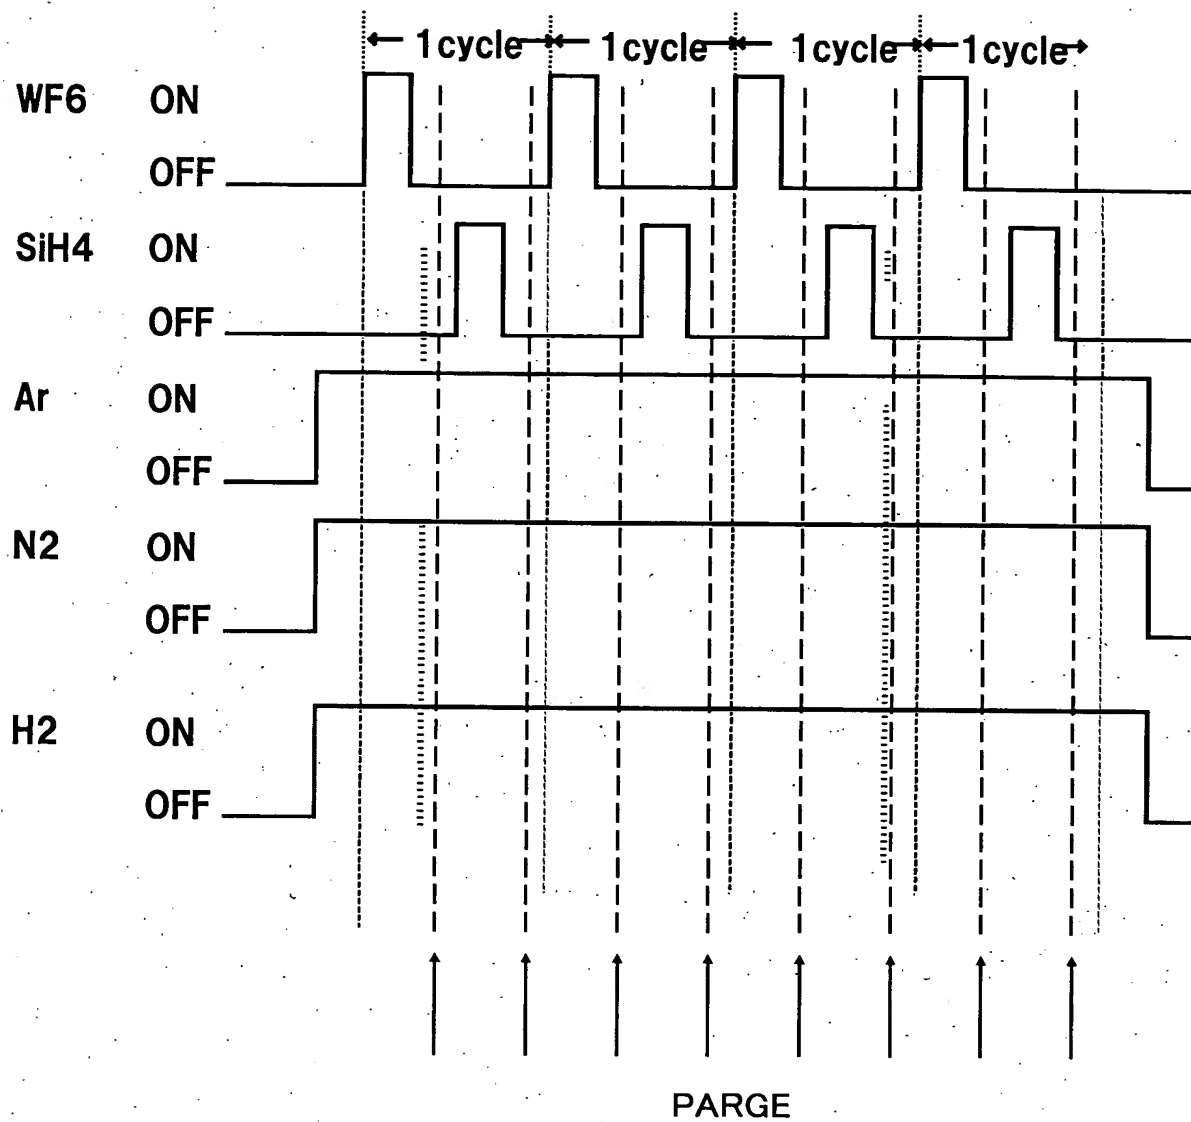 1cycle 1cycle 1cycle 1cycle
WF6 ON
OFF
SiH4 ON
OFF
Ar ON
OFF
N2 ON
OFF
H2 ON
OFF
PARGE